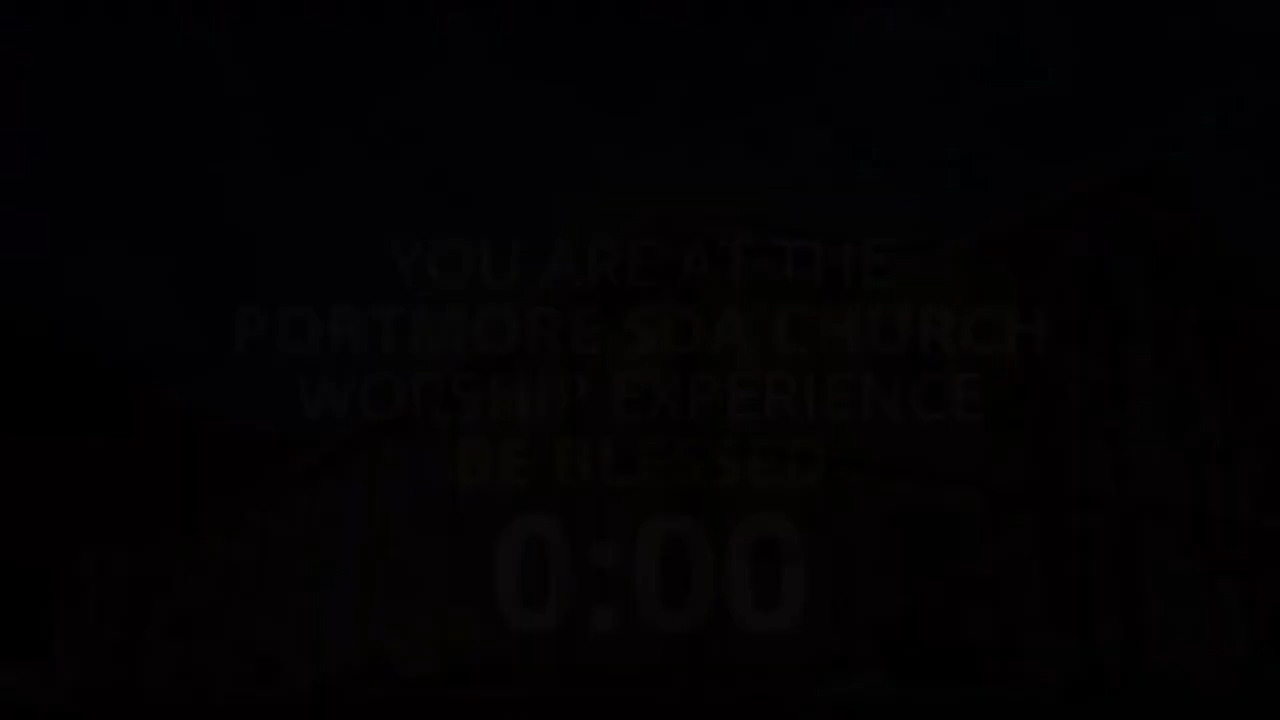 YOU ARE AT THE
PORTMORE SDA CHURCH
WORSHIP EXPERIENCE
BE BLESSED
0:00